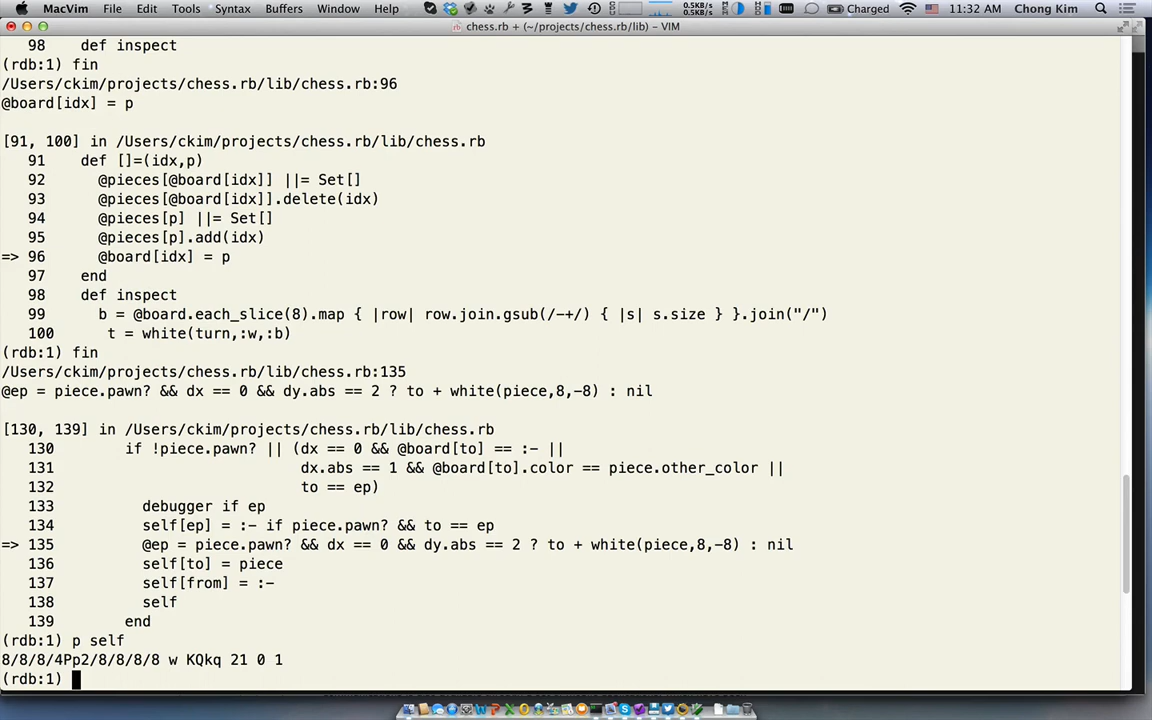 MacVim File Edit Tools Syntax Buffers Window Help 0.5KB/s 0.5KB/s Charged 11:32 AM Chong Kim
chess.rb + (~/projects/chess.rb/lib) – VIM
98 def inspect
(rdb:1) fin
/Users/ckim/projects/chess.rb/lib/chess.rb:96
@board[idx] = p
[91, 100] in /Users/ckim/projects/chess.rb/lib/chess.rb
91 def []=(idx,p)
92 @pieces[@board[idx]] ||= Set[]
93 @pieces[@board[idx]].delete(idx)
94 @pieces[p] ||= Set[]
95 @pieces[p].add(idx)
=> 96 @board[idx] = p
97 end
98 def inspect
99 b = @board.each_slice(8).map { |row| row.join.gsub(/-+/) { |s| s.size } }.join("/")
100 t = white(turn,:w,:b)
(rdb:1) fin
/Users/ckim/projects/chess.rb/lib/chess.rb:135
@ep = piece.pawn? && dx == 0 && dy.abs == 2 ? to + white(piece,8,-8) : nil
[130, 139] in /Users/ckim/projects/chess.rb/lib/chess.rb
130 if !piece.pawn? || (dx == 0 && @board[to] == :- ||
131 dx.abs == 1 && @board[to].color == piece.other_color ||
132 to == ep)
133 debugger if ep
134 self[ep] = :- if piece.pawn? && to == ep
=> 135 @ep = piece.pawn? && dx == 0 && dy.abs == 2 ? to + white(piece,8,-8) : nil
136 self[to] = piece
137 self[from] = :-
138 self
139 end
(rdb:1) p self
8/8/8/4Pp2/8/8/8/8 w KQkq 21 0 1
(rdb:1)